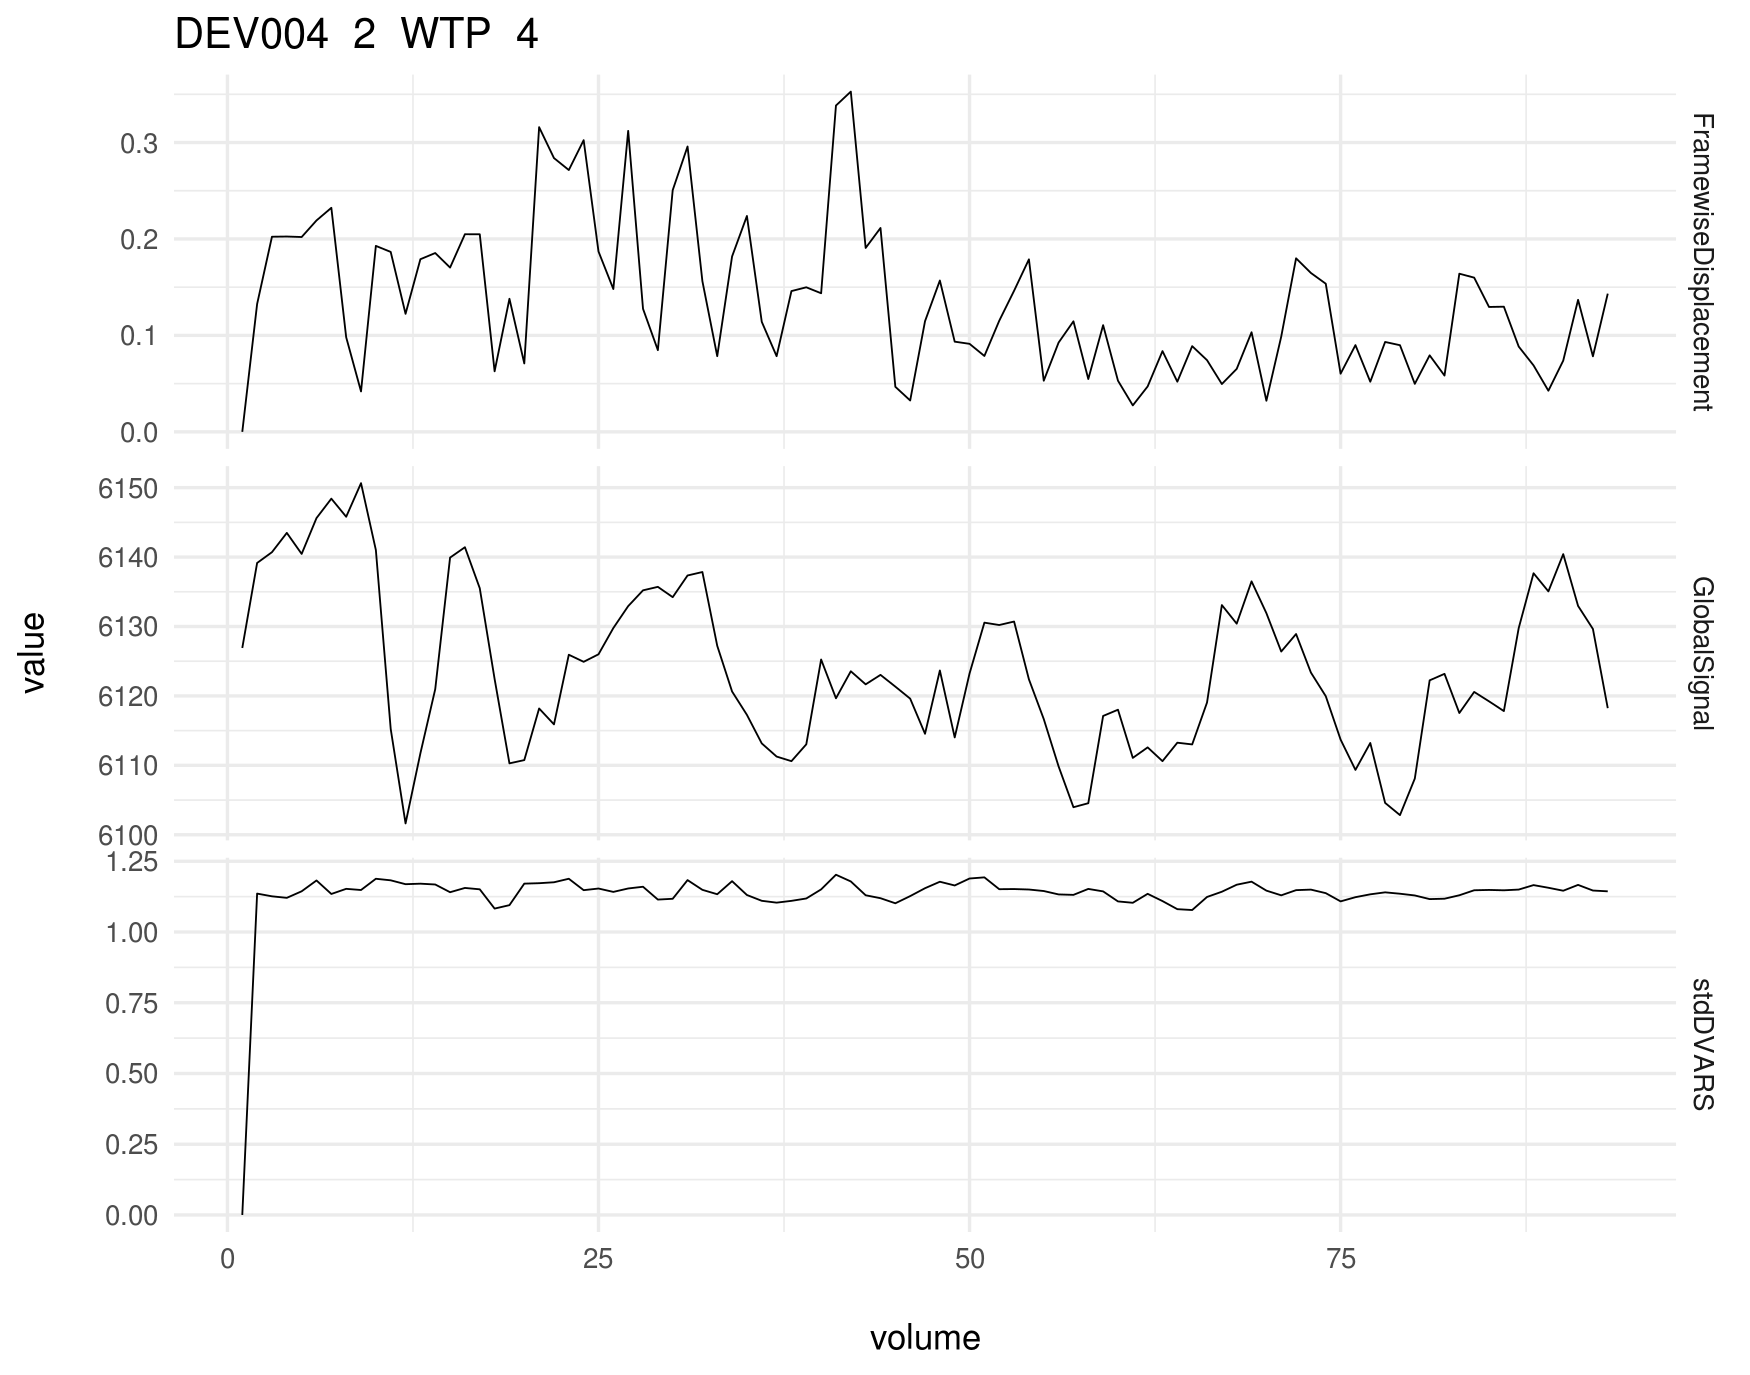 DEV004 2 WTP 4
0.3
0.2
0.1
0.0
FramewiseDisplacement
6150
6140
6130
6120
6110
6100
GlobalSignal
value
1.25
1.00
0.75
0.50
0.25
0.00
stdDVARS
0 25 50 75
volume